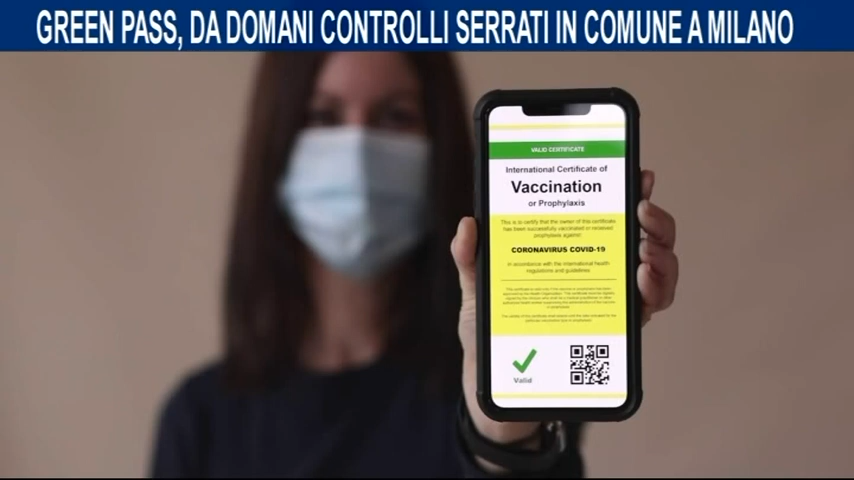 GREEN PASS, DA DOMANI CONTROLLI SERRATI IN COMUNE A MILANO
VALID CERTIFICATE
International Certificate of
Vaccination
or Prophylaxis
This is to certify that the owner of this certificate
has been successfully vaccinated or received
prophylaxis against:
CORONAVIRUS COVID-19
in accordance with the international health
regulations and guidelines
Valid